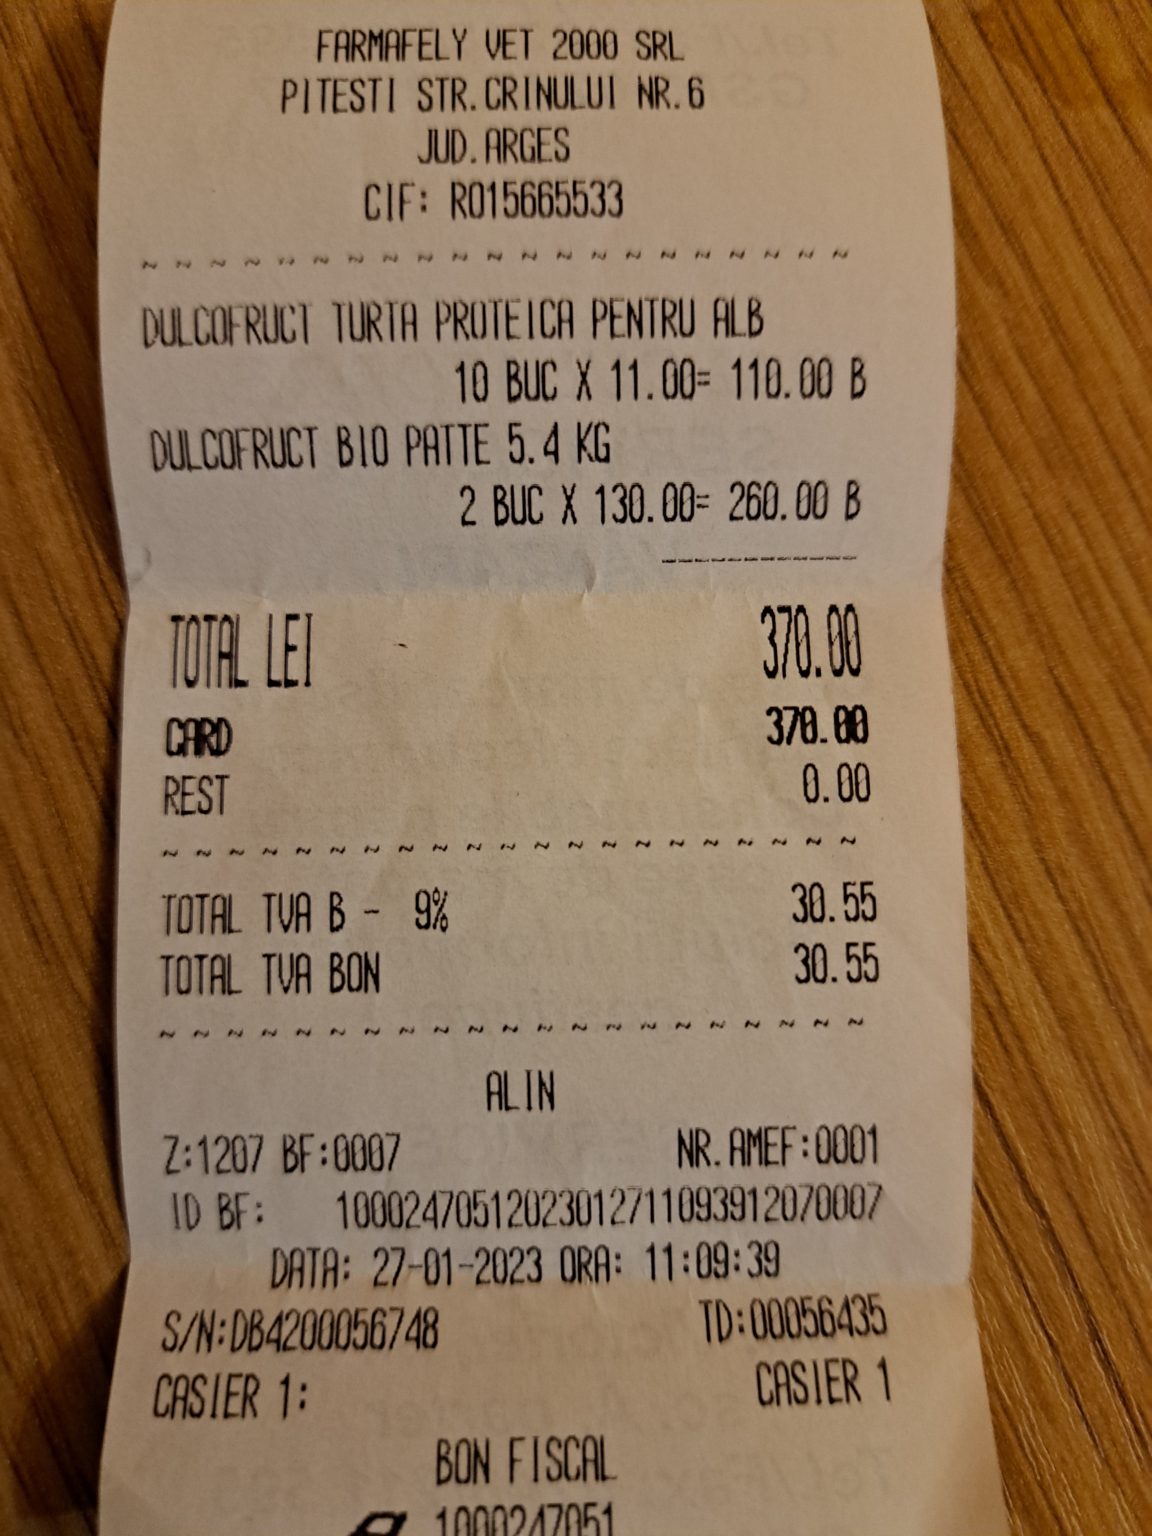 FARMAFELY VET 2000 SRL
PITESTI STR.CRINULUI NR.6
JUD.ARGES
CIF: RO15665533
~ ~ ~ ~ ~ ~ ~ ~ ~ ~ ~ ~ ~ ~ ~ ~ ~ ~ ~ ~ ~
DULCOFRUCT TURTA PROTEICA PENTRU ALB
10 BUC X 11.00= 110.00 B
DULCOFRUCT BIO PATTE 5.4 KG
2 BUC X 130.00= 260.00 B
------------
TOTAL LEI 370.00
CARD 370.00
REST 0.00
~ ~ ~ ~ ~ ~ ~ ~ ~ ~ ~ ~ ~ ~ ~ ~ ~ ~ ~ ~ ~
TOTAL TVA B - 9% 30.55
TOTAL TVA BON 30.55
~ ~ ~ ~ ~ ~ ~ ~ ~ ~ ~ ~ ~ ~ ~ ~ ~ ~ ~ ~ ~
ALIN
Z:1207 BF:0007 NR.AMEF:0001
ID BF: 10002470512023012711093912070007
DATA: 27-01-2023 ORA: 11:09:39
S/N:DB4200056748 TD:00056435
CASIER 1: CASIER 1
BON FISCAL
1000247051